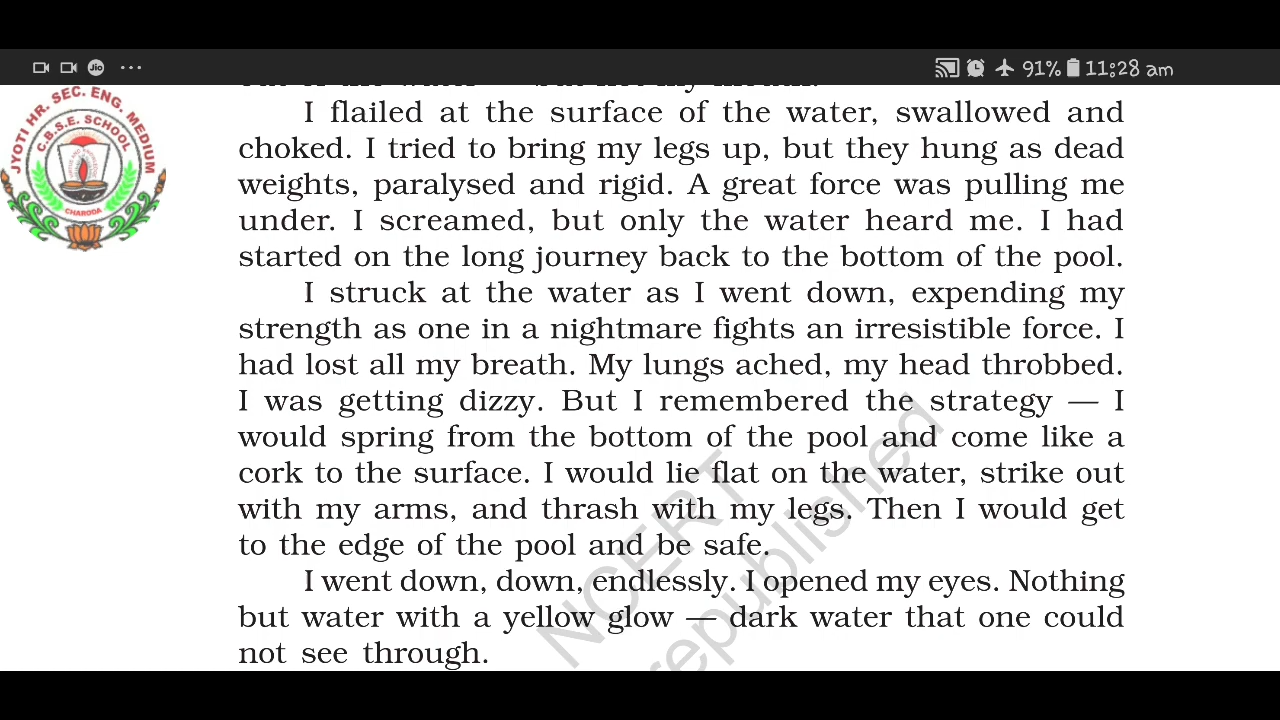 Jio ... 91% 11:28 am
JYOTI HR. SEC. ENG. MEDIUM
C.B.S.E. SCHOOL
CHARODA
I flailed at the surface of the water, swallowed and
choked. I tried to bring my legs up, but they hung as dead
weights, paralysed and rigid. A great force was pulling me
under. I screamed, but only the water heard me. I had
started on the long journey back to the bottom of the pool.
I struck at the water as I went down, expending my
strength as one in a nightmare fights an irresistible force. I
had lost all my breath. My lungs ached, my head throbbed.
I was getting dizzy. But I remembered the strategy — I
would spring from the bottom of the pool and come like a
cork to the surface. I would lie flat on the water, strike out
with my arms, and thrash with my legs. Then I would get
to the edge of the pool and be safe.
I went down, down, endlessly. I opened my eyes. Nothing
but water with a yellow glow — dark water that one could
not see through.
NCERT
republished